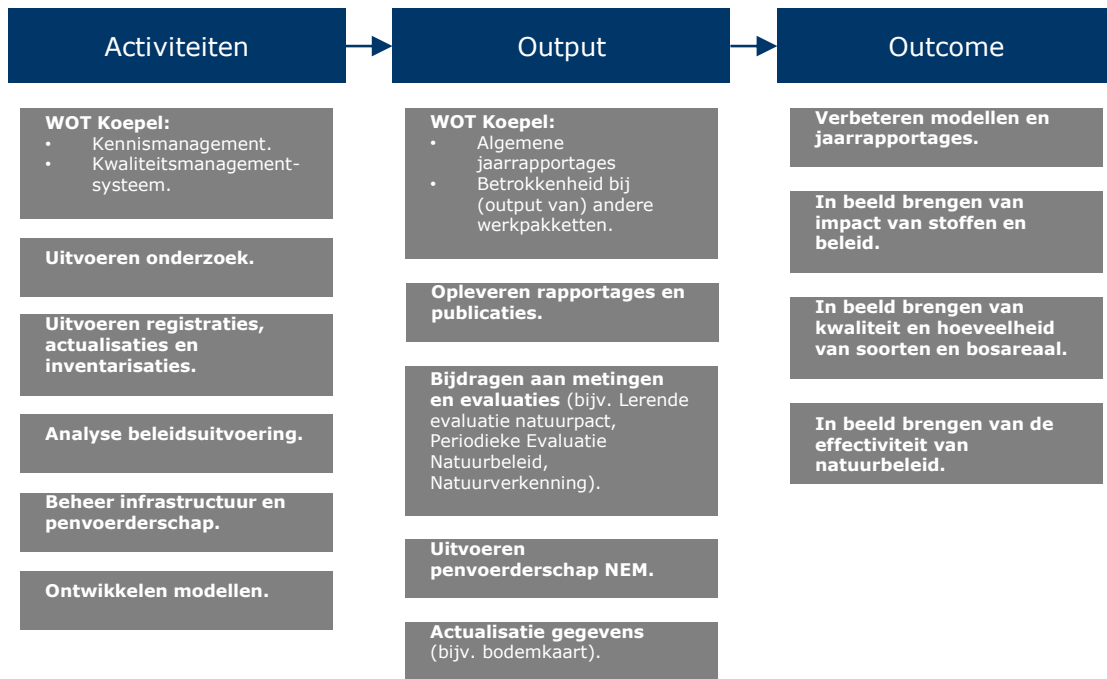 Activiteiten
WOT Koepel:
• Kennismanagement.
• Kwaliteitsmanagement-
systeem.
Uitvoeren onderzoek.
Uitvoeren registraties,
actualisaties en
inventarisaties.
Analyse beleidsuitvoering.
Beheer infrastructuur en
penvoerderschap.
Ontwikkelen modellen.
Output
WOT Koepel:
• Algemene
jaarrapportages
• Betrokkenheid bij
(output van) andere
werkpakketten.
Opleveren rapportages en
publicaties.
Bijdragen aan metingen
en evaluaties (bijv. Lerende
evaluatie natuurpact,
Periodieke Evaluatie
Natuurbeleid,
Natuurverkenning).
Uitvoeren
penvoerderschap NEM.
Actualisatie gegevens
(bijv. bodemkaart).
Outcome
Verbeteren modellen en
jaarrapportages.
In beeld brengen van
impact van stoffen en
beleid.
In beeld brengen van
kwaliteit en hoeveelheid
van soorten en bosareaal.
In beeld brengen van de
effectiviteit van
natuurbeleid.